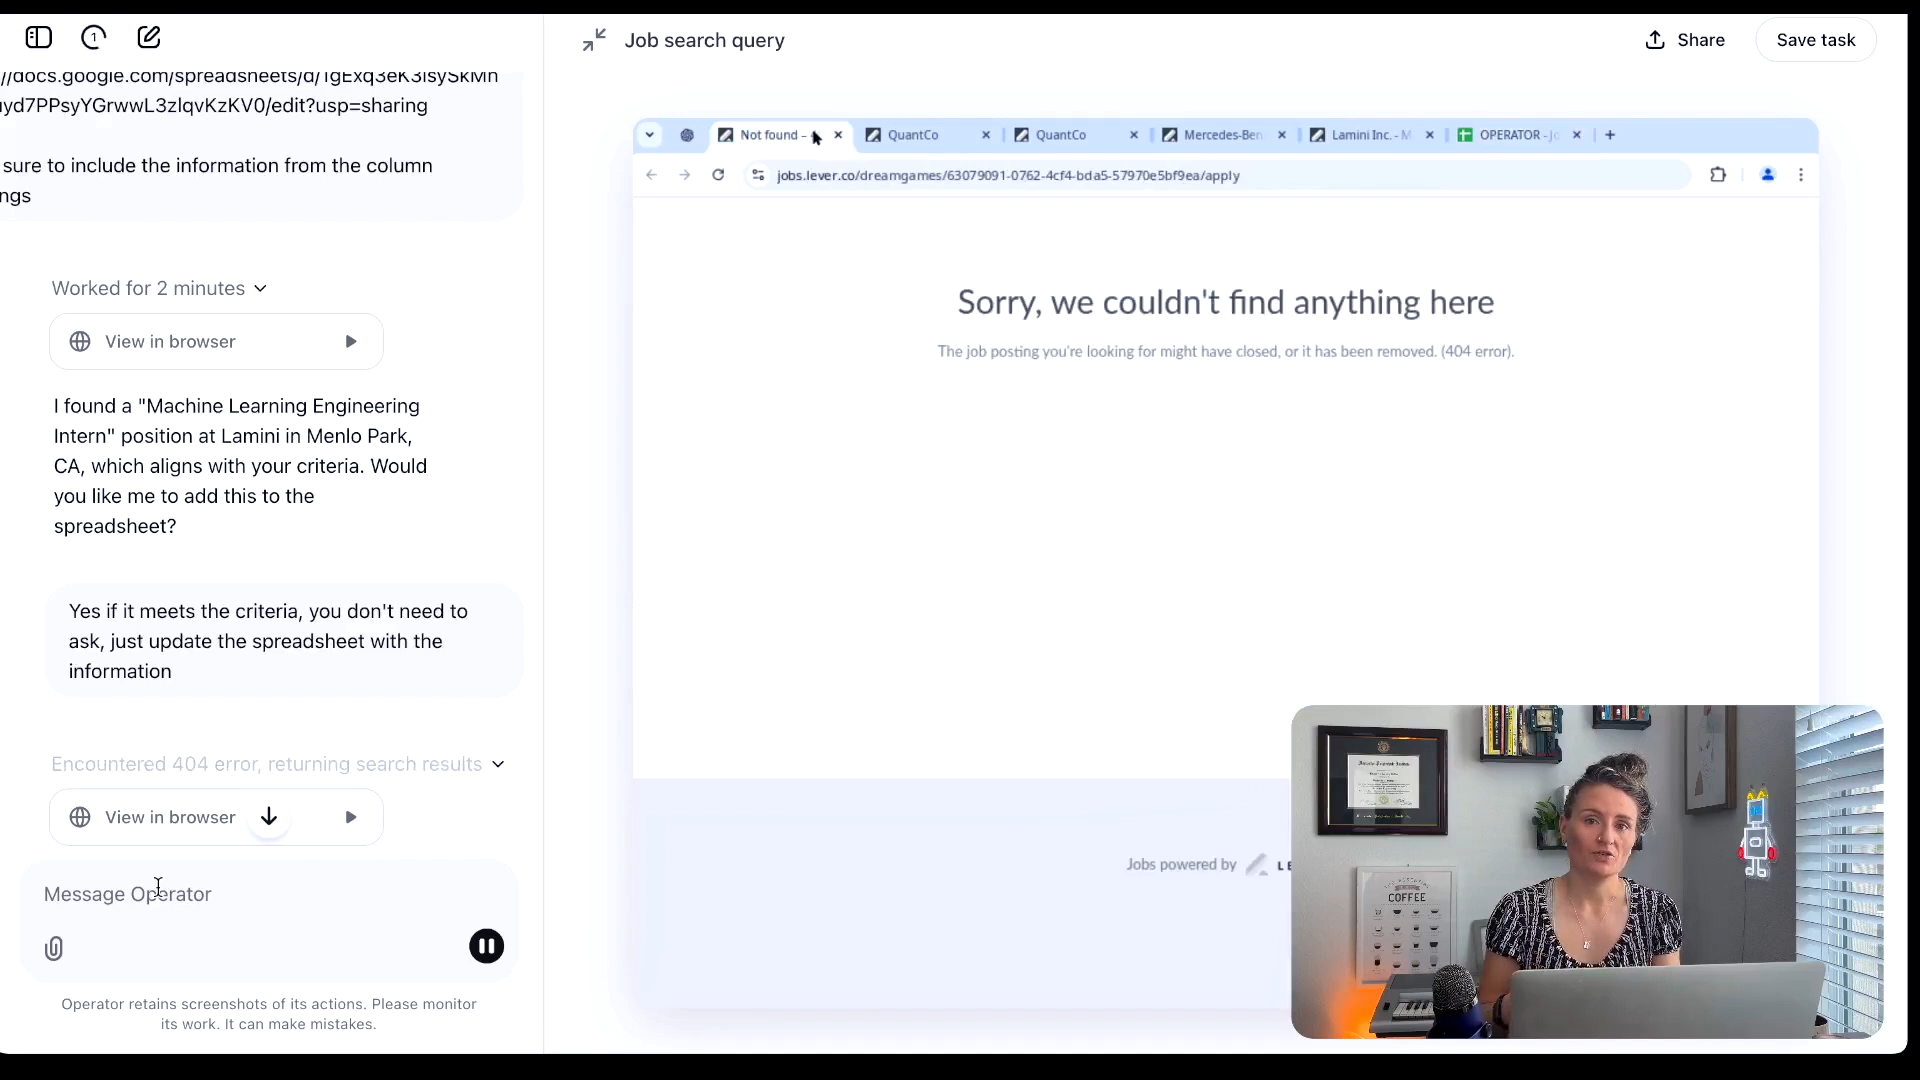 1
Job search query
Share
Save task
//docs.google.com/spreadsheets/d/1gExq3eK3lsySkMn
yd7PPsyYGrwwL3zlqvKzKV0/edit?usp=sharing
sure to include the information from the column
ngs
Worked for 2 minutes
View in browser
I found a "Machine Learning Engineering
Intern" position at Lamini in Menlo Park,
CA, which aligns with your criteria. Would
you like me to add this to the
spreadsheet?
Yes if it meets the criteria, you don't need to
ask, just update the spreadsheet with the
information
Encountered 404 error, returning search results
View in browser
Message Operator
Operator retains screenshots of its actions. Please monitor
its work. It can make mistakes.
Not found –
QuantCo
QuantCo
Mercedes-Ben
Lamini Inc. - M
OPERATOR - Jo
jobs.lever.co/dreamgames/63079091-0762-4cf4-bda5-57970e5bf9ea/apply
Sorry, we couldn't find anything here
The job posting you're looking for might have closed, or it has been removed. (404 error).
Jobs powered by LE
COFFEE